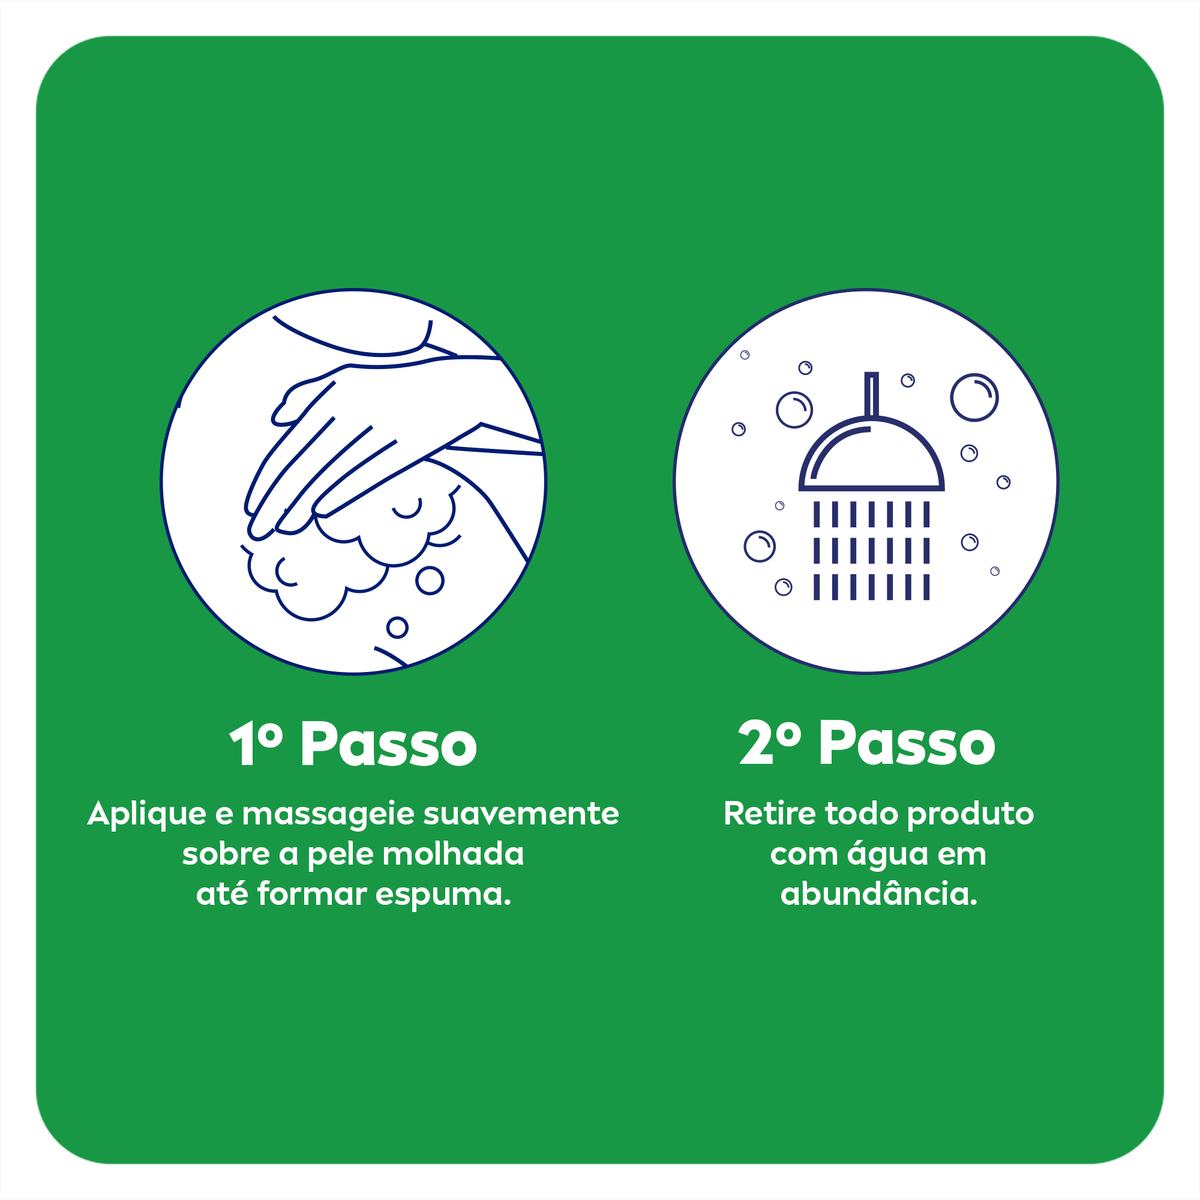 1º Passo
Aplique e massageie suavemente
sobre a pele molhada
até formar espuma.
2º Passo
Retire todo produto
com água em
abundância.